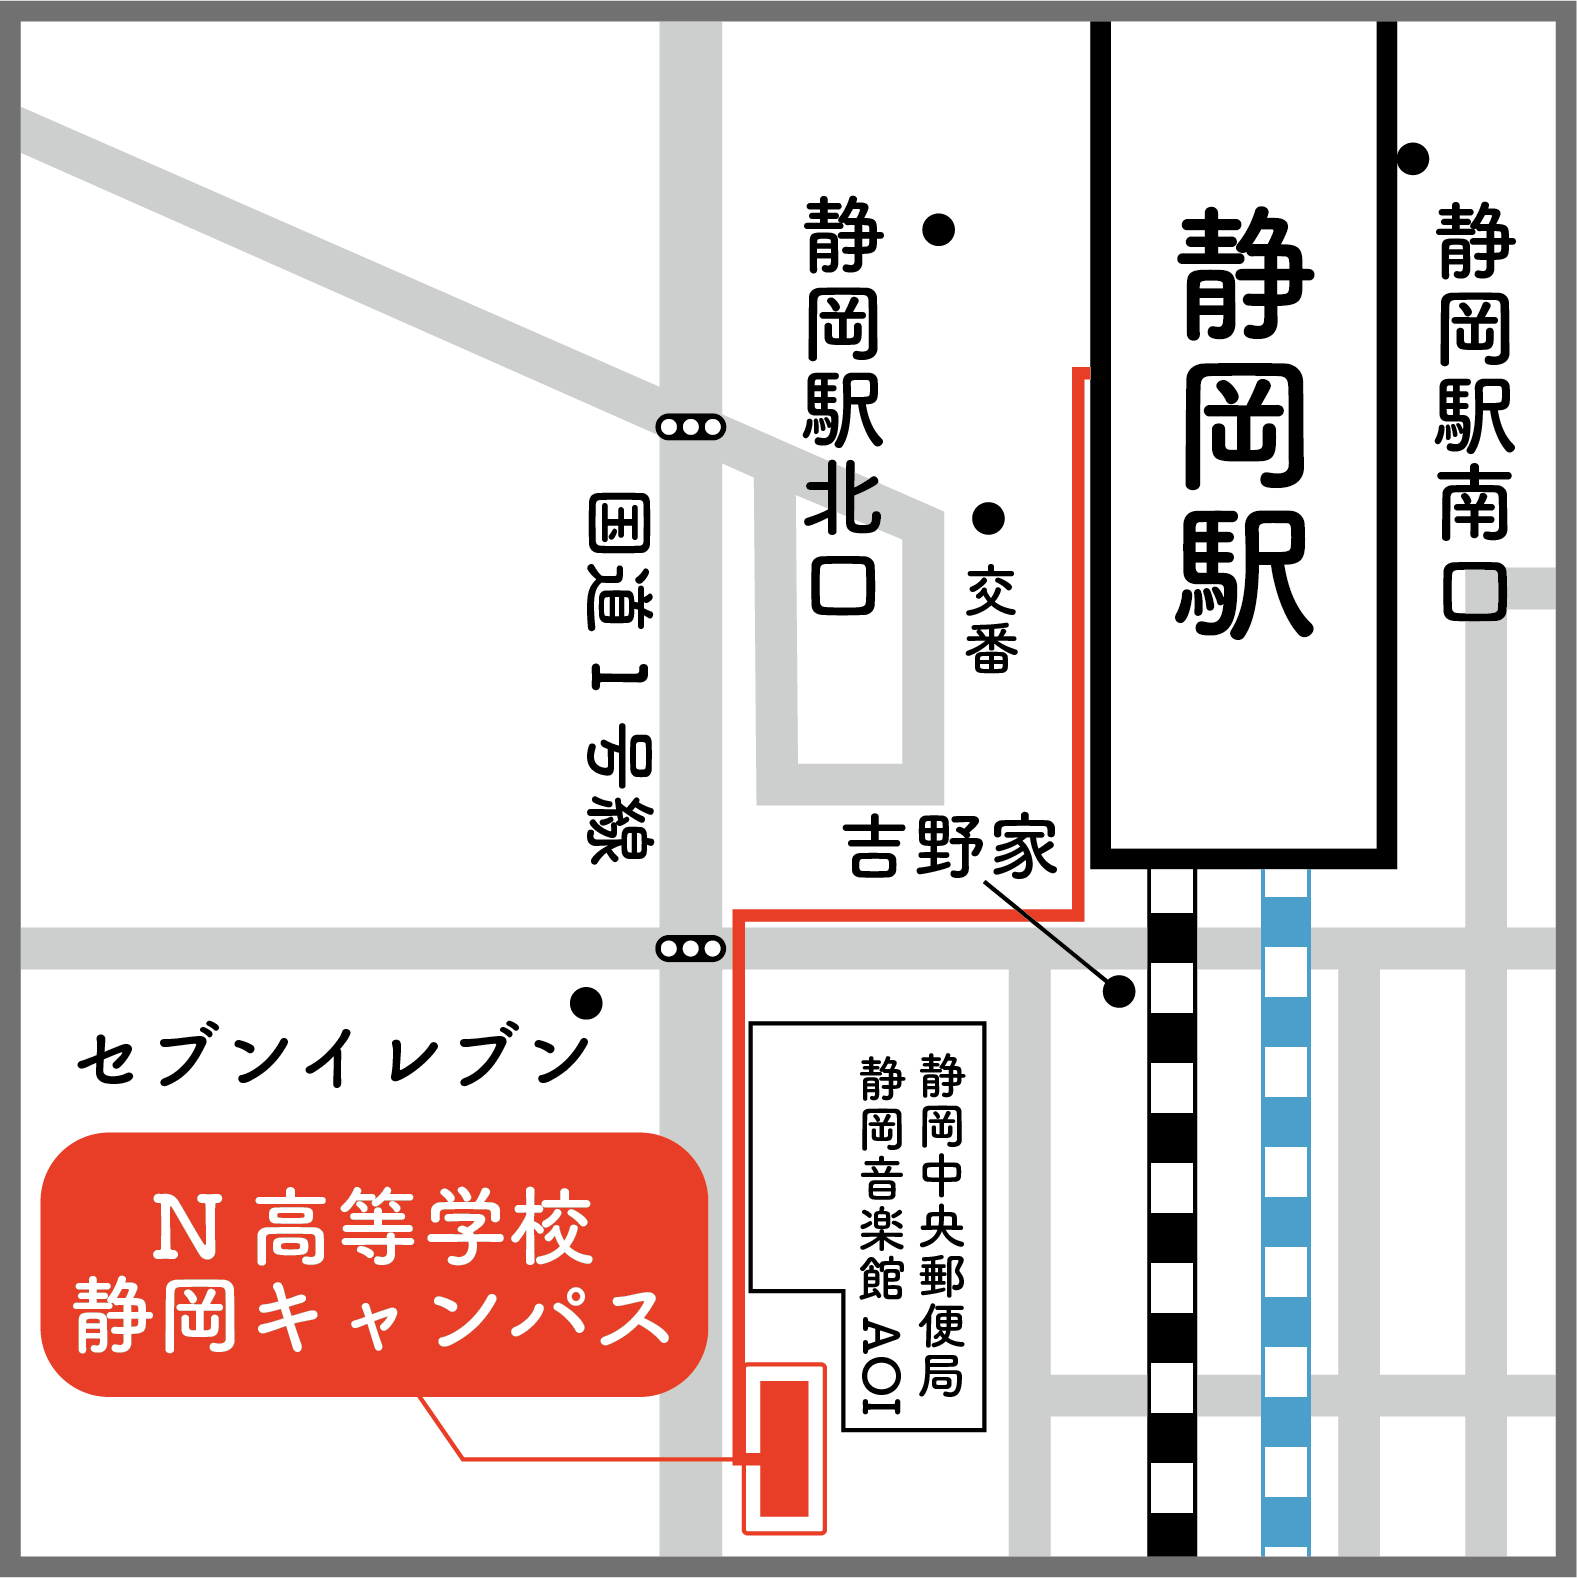 静岡駅
静岡駅南口
静岡駅北口
交番
国道1号線
吉野家
セブンイレブン
静岡中央郵便局
静岡音楽館 AOI
N 高等学校
静岡キャンパス